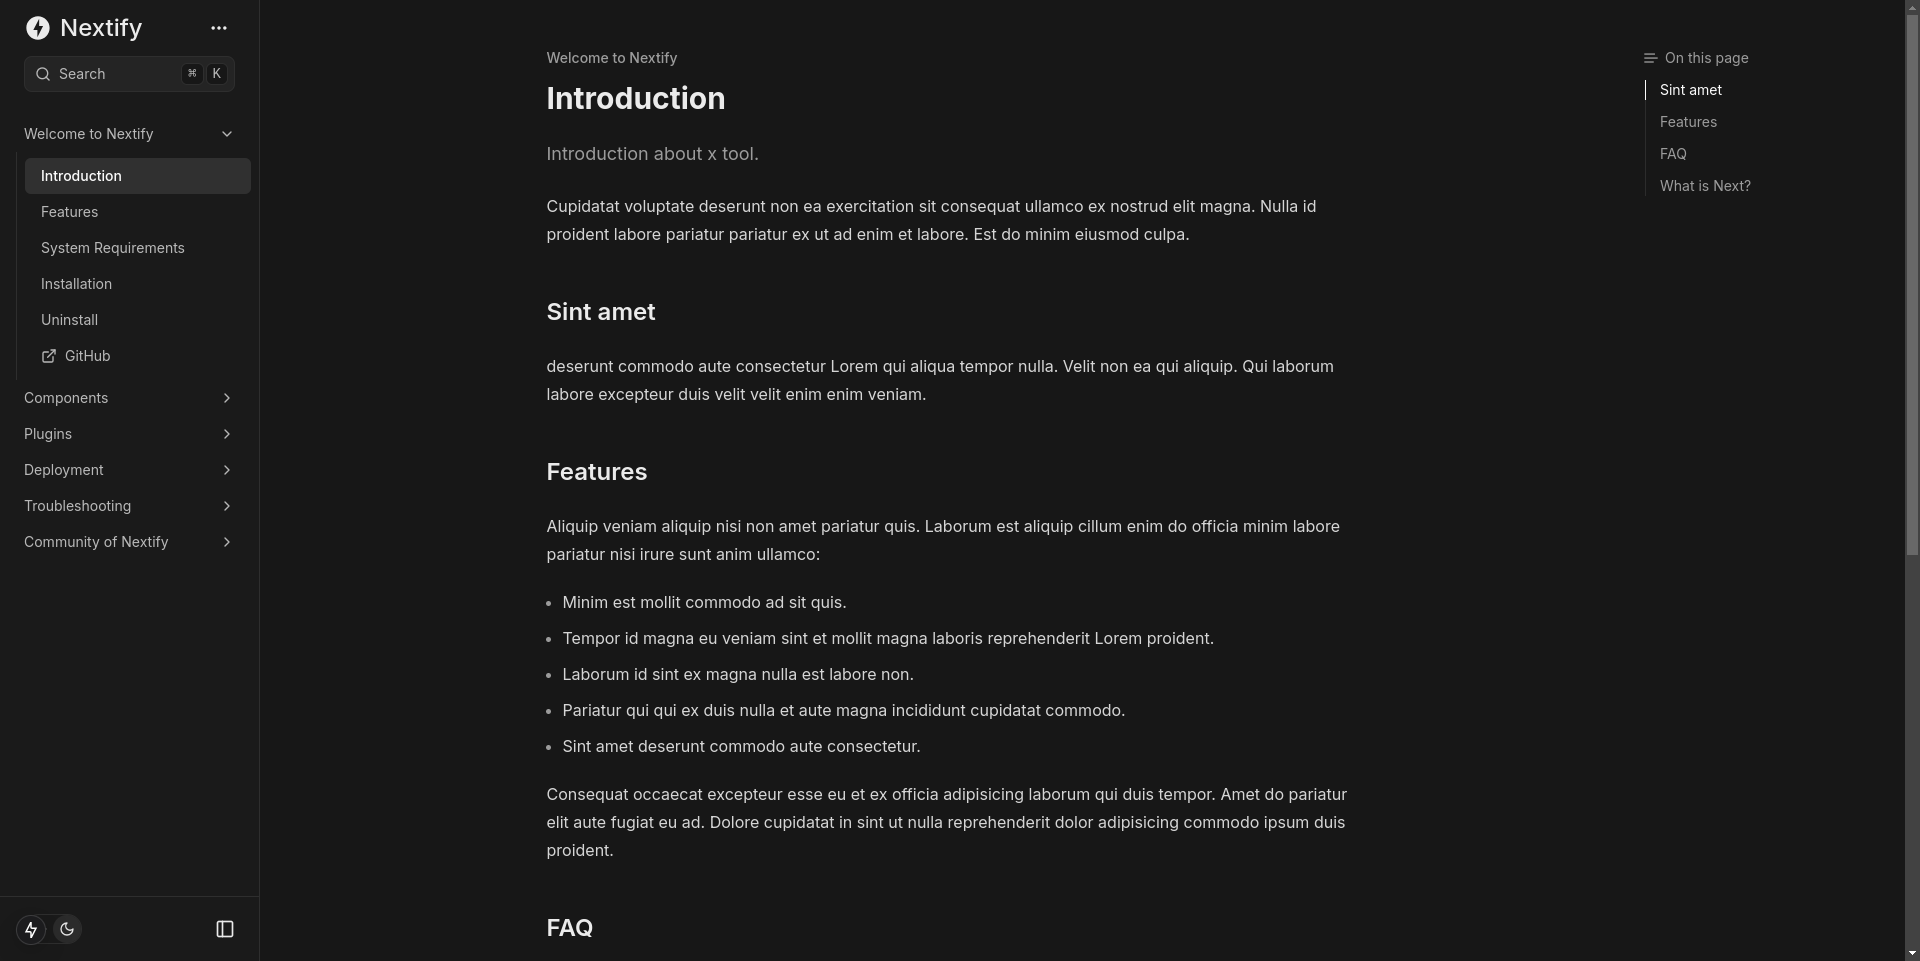 Nextify
Search
⌘ K
Welcome to Nextify
Introduction
Features
System Requirements
Installation
Uninstall
GitHub
Components
Plugins
Deployment
Troubleshooting
Community of Nextify
Welcome to Nextify
Introduction
Introduction about x tool.
Cupidatat voluptate deserunt non ea exercitation sit consequat ullamco ex nostrud elit magna. Nulla id
proident labore pariatur pariatur ex ut ad enim et labore. Est do minim eiusmod culpa.
Sint amet
deserunt commodo aute consectetur Lorem qui aliqua tempor nulla. Velit non ea qui aliquip. Qui laborum
labore excepteur duis velit velit enim enim veniam.
Features
Aliquip veniam aliquip nisi non amet pariatur quis. Laborum est aliquip cillum enim do officia minim labore
pariatur nisi irure sunt anim ullamco:
• Minim est mollit commodo ad sit quis.
• Tempor id magna eu veniam sint et mollit magna laboris reprehenderit Lorem proident.
• Laborum id sint ex magna nulla est labore non.
• Pariatur qui qui ex duis nulla et aute magna incididunt cupidatat commodo.
• Sint amet deserunt commodo aute consectetur.
Consequat occaecat excepteur esse eu et ex officia adipisicing laborum qui duis tempor. Amet do pariatur
elit aute fugiat eu ad. Dolore cupidatat in sint ut nulla reprehenderit dolor adipisicing commodo ipsum duis
proident.
FAQ
On this page
Sint amet
Features
FAQ
What is Next?